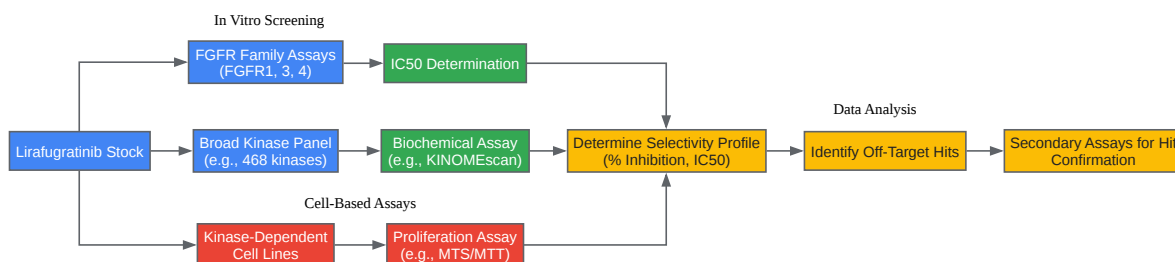 In Vitro Screening
FGFR Family Assays
(FGFR1, 3, 4)
IC50 Determination
Data Analysis
Lirafugratinib Stock
Broad Kinase Panel
(e.g., 468 kinases)
Biochemical Assay
(e.g., KINOMEscan)
Determine Selectivity Profile
(% Inhibition, IC50)
Identify Off-Target Hits
Secondary Assays for Hit
Confirmation
Cell-Based Assays
Kinase-Dependent
Cell Lines
Proliferation Assay
(e.g., MTS/MTT)